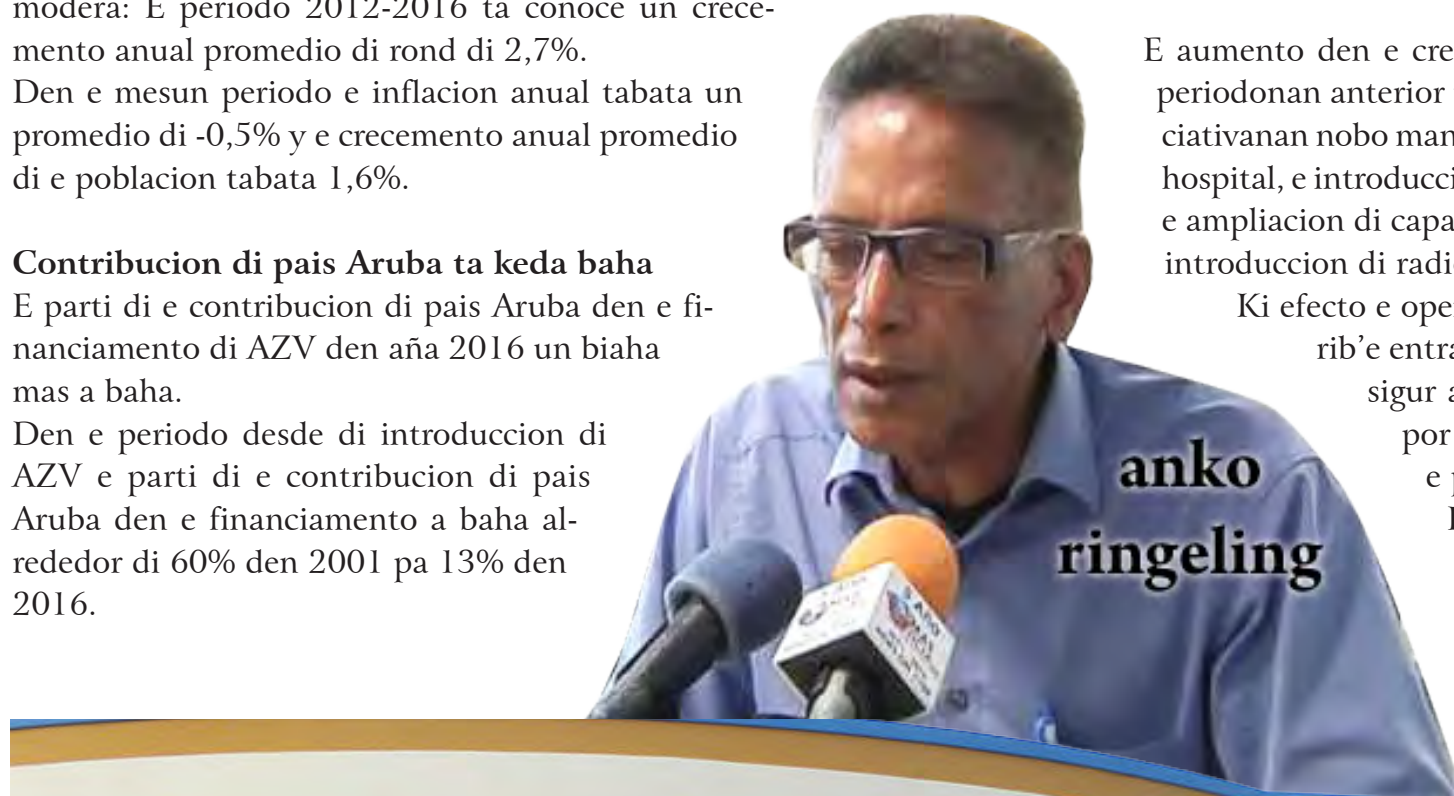 modera: E periodo 2012-2016 ta conoce un crece-
mento anual promedio di rond di 2,7%.
Den e mesun periodo e inflacion anual tabata un
promedio di -0,5% y e crecemento anual promedio
di e poblacion tabata 1,6%.
Contribucion di pais Aruba ta keda baha
E parti di e contribucion di pais Aruba den e fi-
nanciamento di AZV den aña 2016 un biaha
mas a baha.
Den e periodo desde di introduccion di
AZV e parti di e contribucion di pais
Aruba den e financiamento a baha al-
rededor di 60% den 2001 pa 13% den
2016.
E aumento den e cre
periodonan anterior
ciativanan nobo man
hospital, e introducci
e ampliacion di capa
introduccion di radi
Ki efecto e ope
rib’e entra
sigur a
por
e
anko
ringeling